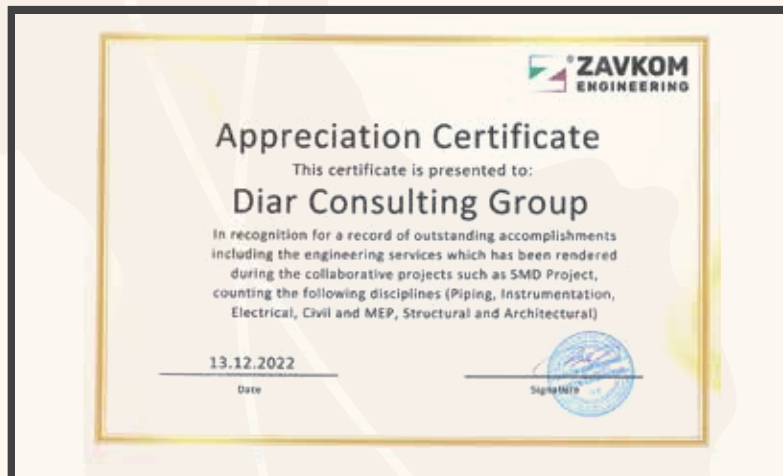 ZAVKOM
ENGINEERING
Appreciation Certificate
This certificate is presented to:
Diar Consulting Group
In recognition for a record of outstanding accomplishments
including the engineering services which has been rendered
during the collaborative projects such as SMD Project,
counting the following disciplines (Piping, Instrumentation,
Electrical, Civil and MEP, Structural and Architectural)
13.12.2022
Date
Signature